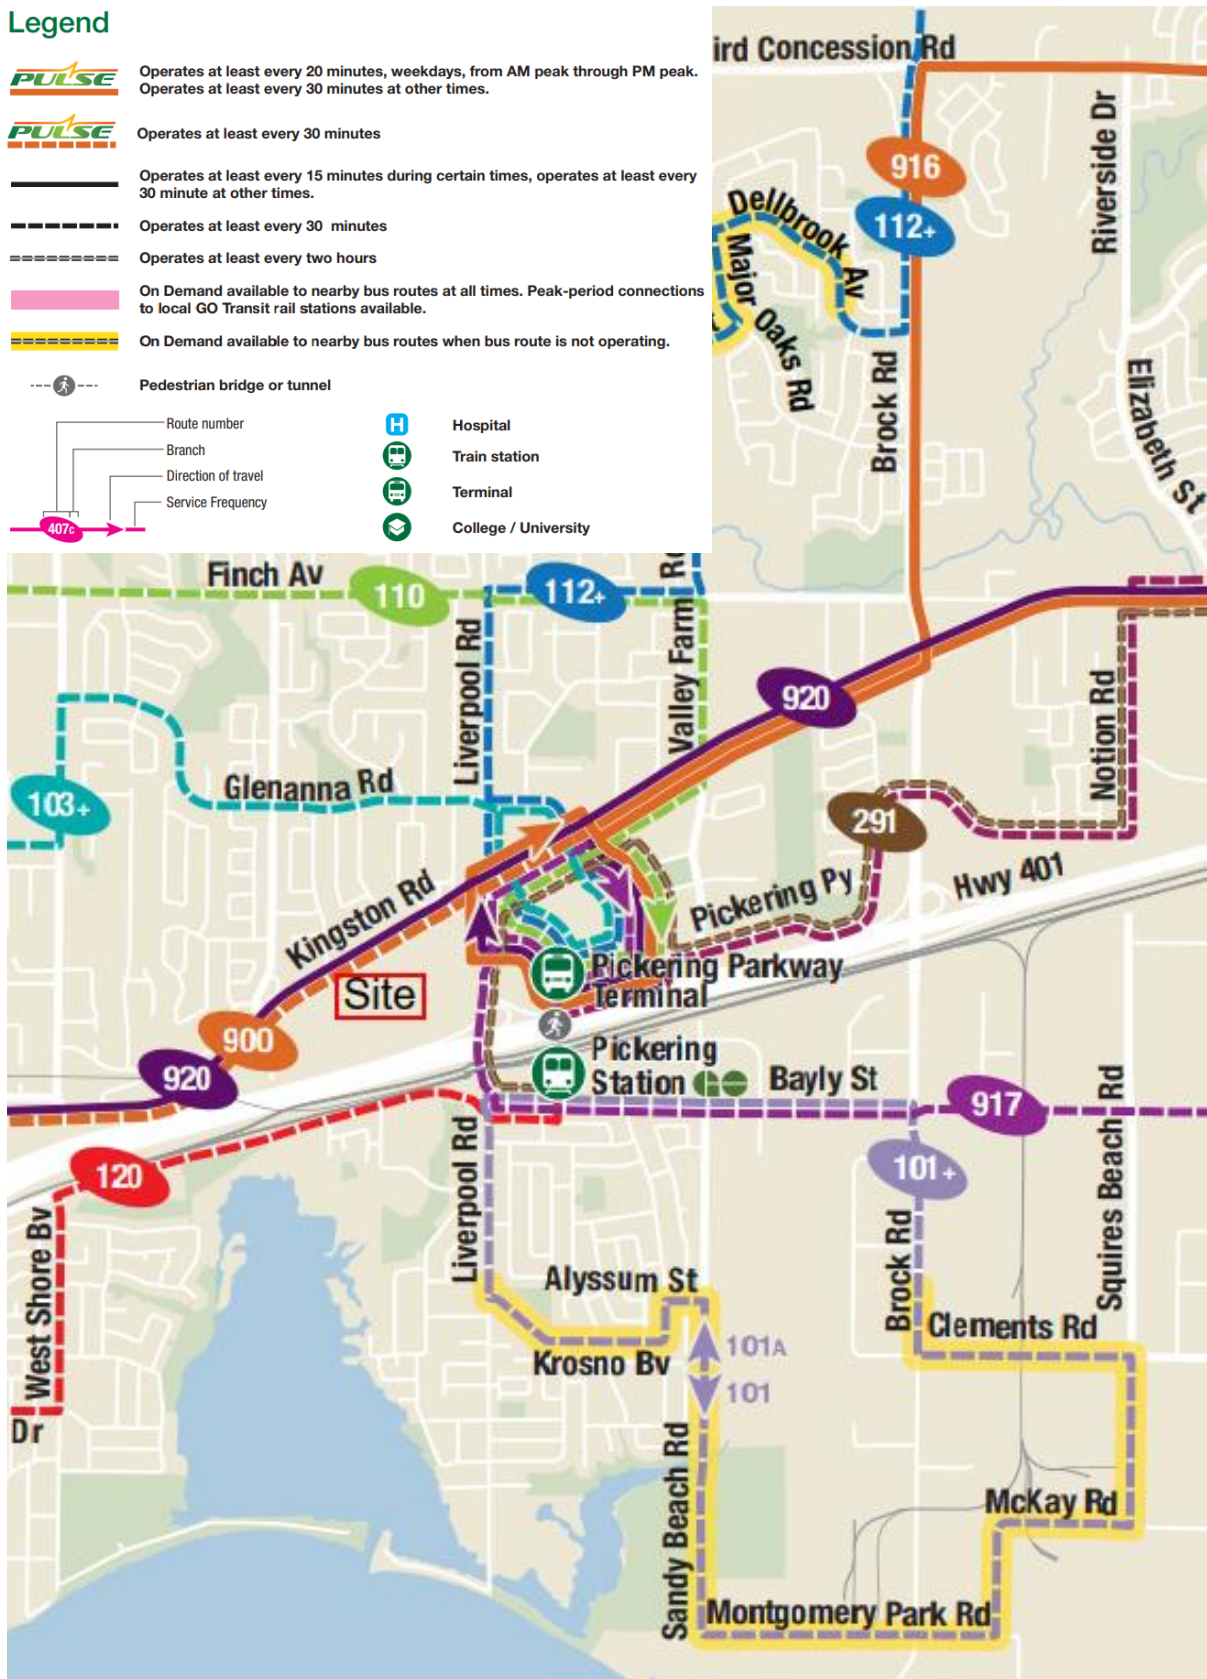 Legend
PULSE
Operates at least every 20 minutes, weekdays, from AM peak through PM peak.
Operates at least every 30 minutes at other times.
PULSE
Operates at least every 30 minutes
Operates at least every 15 minutes during certain times, operates at least every
30 minute at other times.
Operates at least every 30 minutes
Operates at least every two hours
On Demand available to nearby bus routes at all times. Peak-period connections
to local GO Transit rail stations available.
On Demand available to nearby bus routes when bus route is not operating.
Pedestrian bridge or tunnel
Route number
Branch
Direction of travel
Service Frequency
407c
H
Hospital
Train station
Terminal
College / University
ird Concession Rd
Riverside Dr
916
112+
Dellbrook Av
Major Oaks Rd
Brock Rd
Elizabeth St
Finch Av
110
112+
Liverpool Rd
Valley Farm Rd
920
Notion Rd
103+
Glenanna Rd
291
Hwy 401
Kingston Rd
Pickering Py
Site
Pickering Parkway
Terminal
900
920
Pickering
Station GO
Bayly St
917
120
101+
Liverpool Rd
Squires Beach Rd
West Shore Bv
Brock Rd
Alyssum St
Clements Rd
Krosno Bv
101A
101
Dr
Sandy Beach Rd
McKay Rd
Montgomery Park Rd